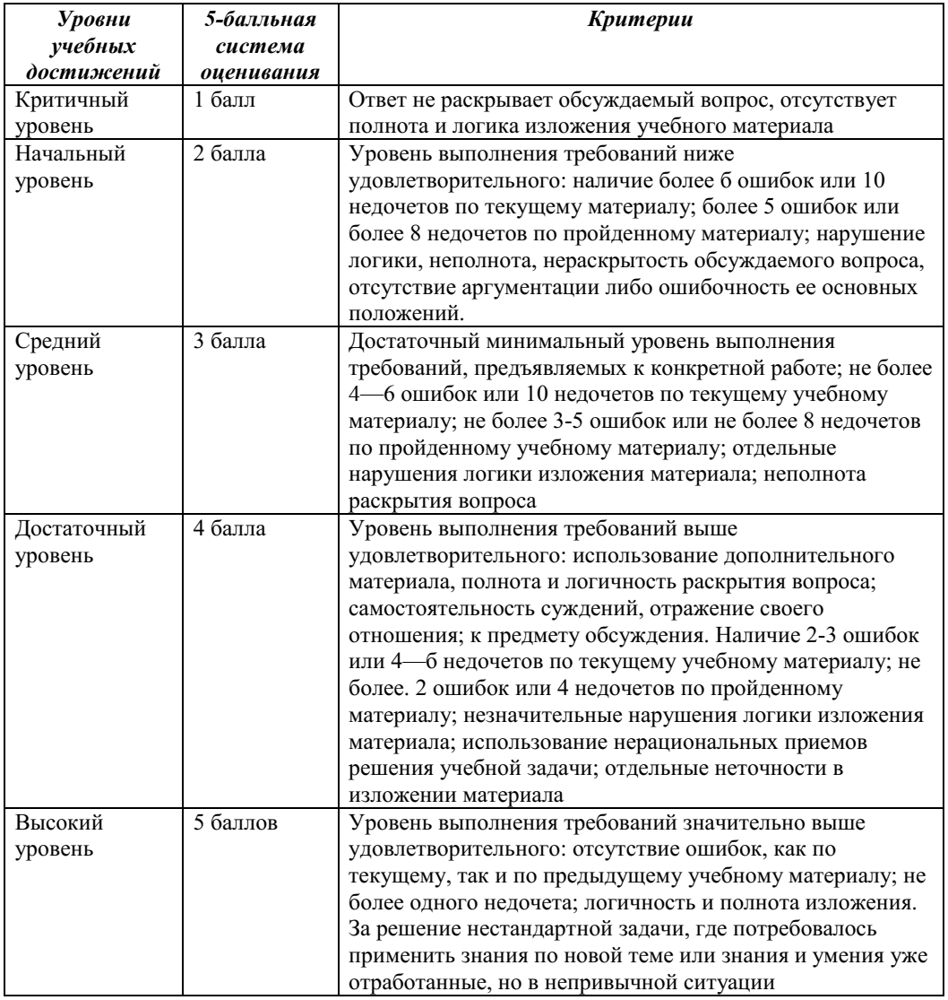 Уровни
учебных
достижений
5-балльная
система
оценивания
Критерии
Критичный
уровень
1 балл
Ответ не раскрывает обсуждаемый вопрос, отсутствует
полнота и логика изложения учебного материала
Начальный
уровень
2 балла
Уровень выполнения требований ниже
удовлетворительного: наличие более б ошибок или 10
недочетов по текущему материалу; более 5 ошибок или
более 8 недочетов по пройденному материалу; нарушение
логики, неполнота, нераскрытость обсуждаемого вопроса,
отсутствие аргументации либо ошибочность ее основных
положений.
Средний
уровень
3 балла
Достаточный минимальный уровень выполнения
требований, предъявляемых к конкретной работе; не более
4—6 ошибок или 10 недочетов по текущему учебному
материалу; не более 3-5 ошибок или не более 8 недочетов
по пройденному учебному материалу; отдельные
нарушения логики изложения материала; неполнота
раскрытия вопроса
Достаточный
уровень
4 балла
Уровень выполнения требований выше
удовлетворительного: использование дополнительного
материала, полнота и логичность раскрытия вопроса;
самостоятельность суждений, отражение своего
отношения; к предмету обсуждения. Наличие 2-3 ошибок
или 4—б недочетов по текущему учебному материалу; не
более. 2 ошибок или 4 недочетов по пройденному
материалу; незначительные нарушения логики изложения
материала; использование нерациональных приемов
решения учебной задачи; отдельные неточности в
изложении материала
Высокий
уровень
5 баллов
Уровень выполнения требований значительно выше
удовлетворительного: отсутствие ошибок, как по
текущему, так и по предыдущему учебному материалу; не
более одного недочета; логичность и полнота изложения.
За решение нестандартной задачи, где потребовалось
применить знания по новой теме или знания и умения уже
отработанные, но в непривычной ситуации